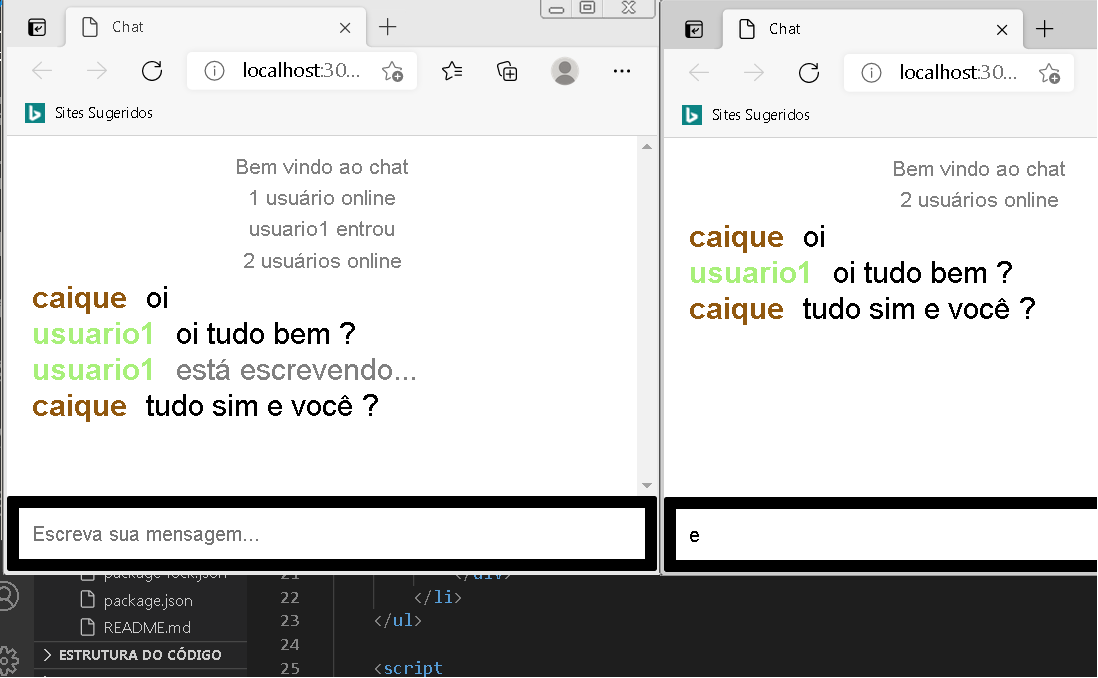 Chat
localhost:30...
Sites Sugeridos
Bem vindo ao chat
1 usuário online
usuario1 entrou
2 usuários online
caique oi
usuario1 oi tudo bem ?
usuario1 está escrevendo...
caique tudo sim e você ?
Escreva sua mensagem...
Chat
localhost:30...
Sites Sugeridos
Bem vindo ao chat
2 usuários online
caique oi
usuario1 oi tudo bem ?
caique tudo sim e você ?
e
package-lock.json
package.json
README.md
ESTRUTURA DO CÓDIGO
21 </div>
22 </li>
23 </ul>
24
25 <script